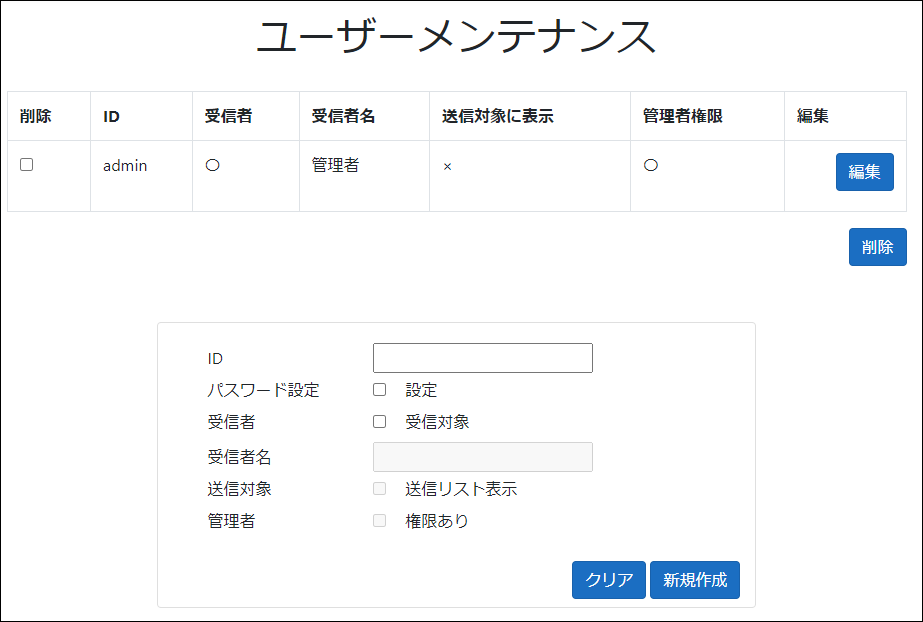 ユーザーメンテナンス
削除 ID 受信者 受信者名 送信対象に表示 管理者権限 編集
admin ○ 管理者 × ○ 編集
削除
ID
パスワード設定 設定
受信者 受信対象
受信者名
送信対象 送信リスト表示
管理者 権限あり
クリア 新規作成